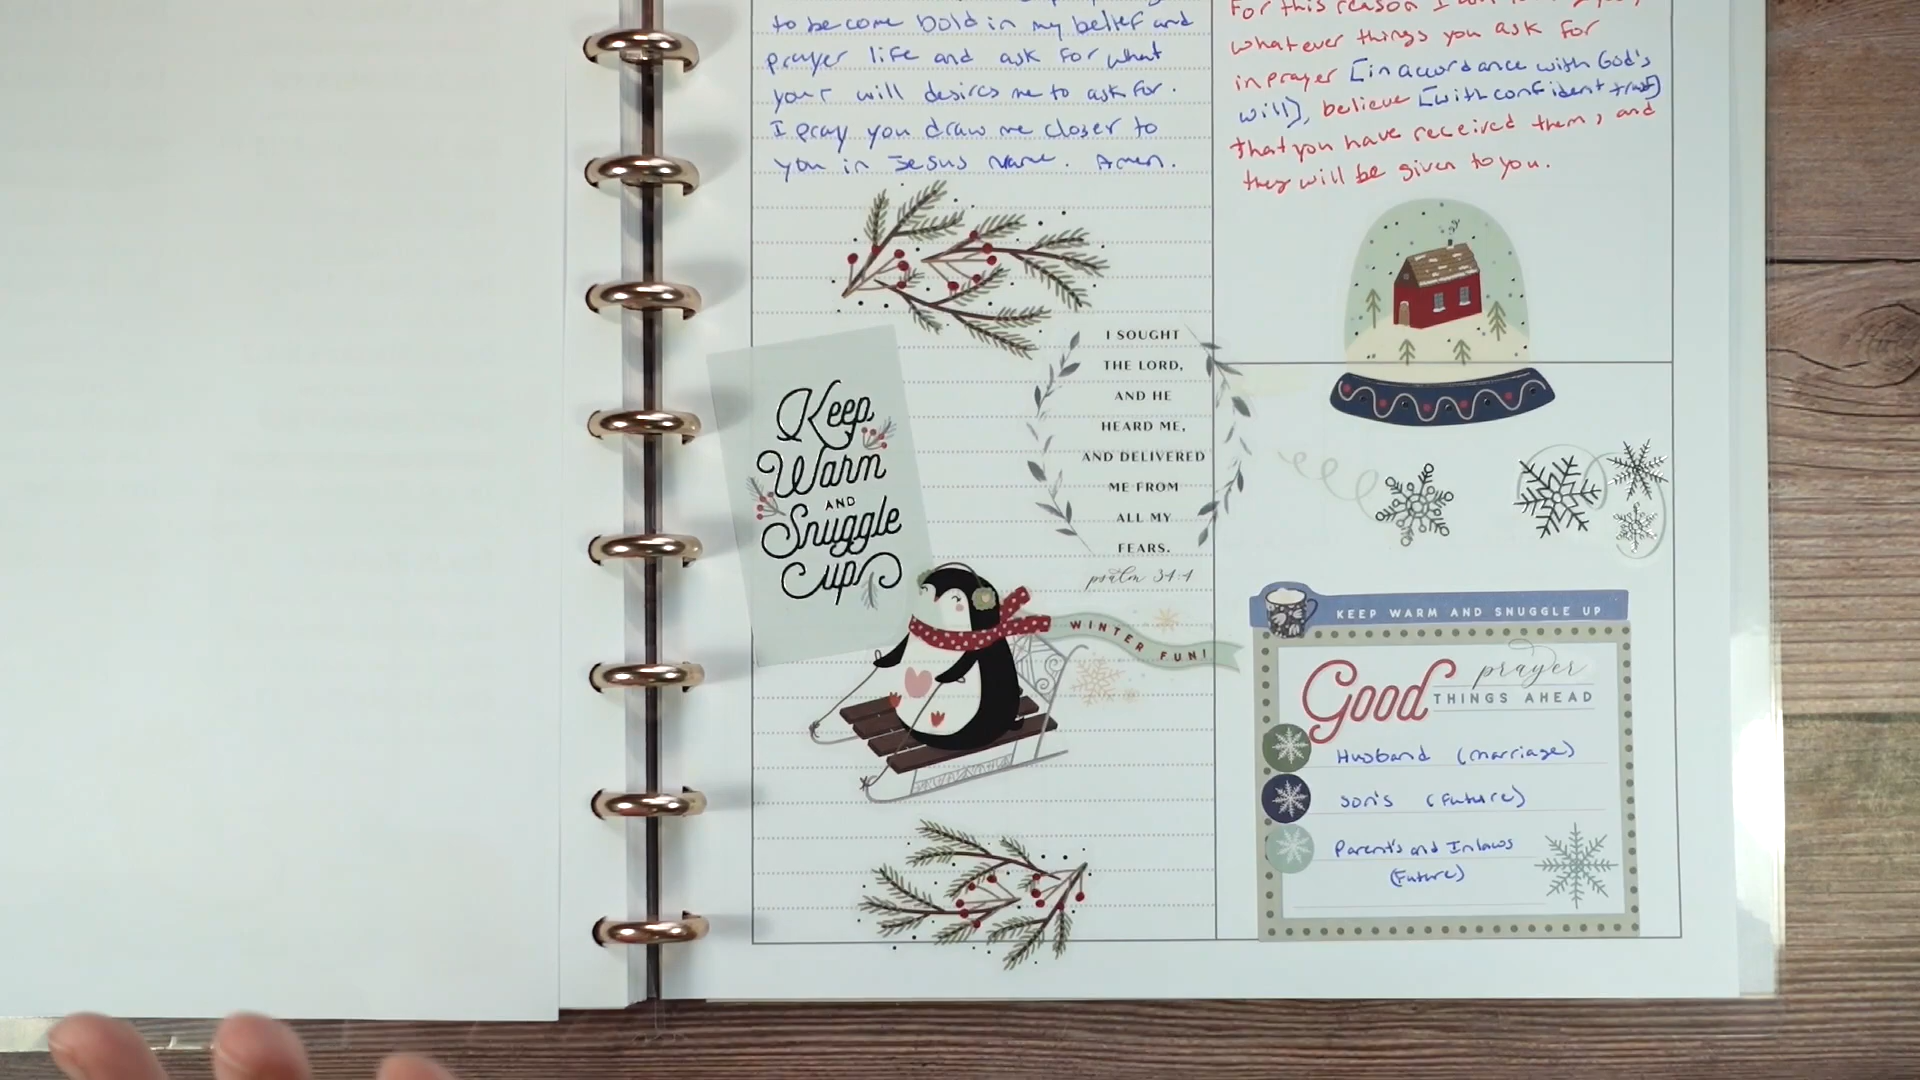 to become bold in my belief and
prayer life and ask for what
your will desires me to ask for.
I pray you draw me closer to
you in Jesus name. Amen.
For this reason I
whatever things you ask for
in prayer [in accordance with God's
will], believe [with confident trust]
that you have received them, and
they will be given to you.
I SOUGHT
THE LORD,
AND HE
HEARD ME,
AND DELIVERED
ME FROM
ALL MY
FEARS.
psalm 34:4
Keep
Warm
AND
Snuggle
up
WINTER FUN!
KEEP WARM AND SNUGGLE UP
Good prayer
THINGS AHEAD
Husband (marriage)
Son's (Future)
Parent's and Inlaws
(Future)